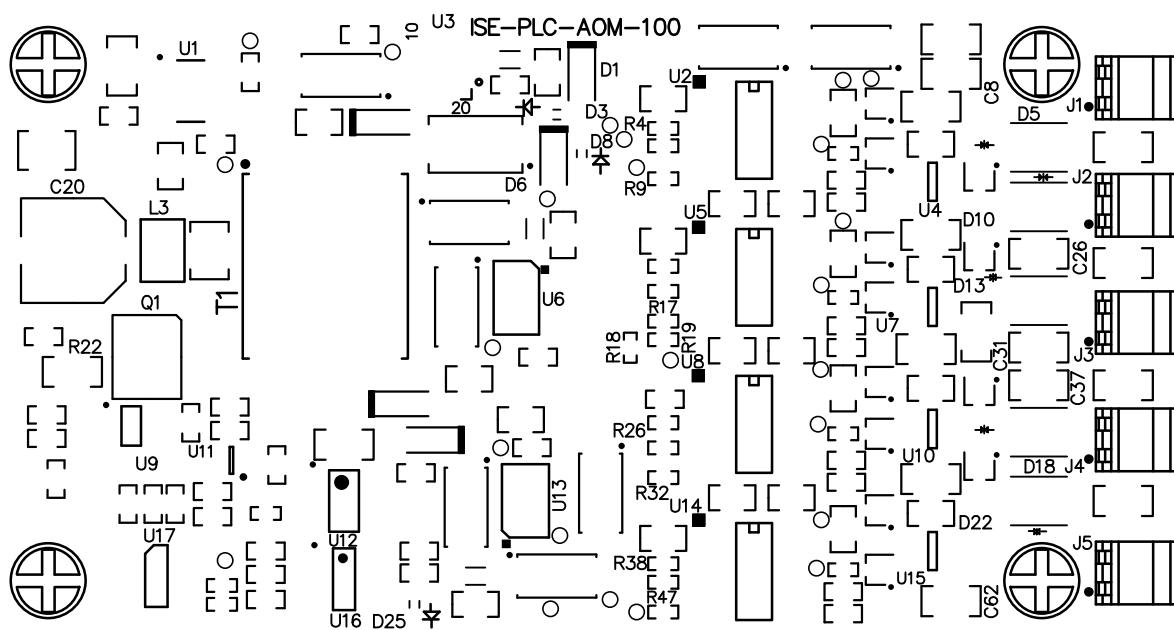 U3
10
ISE-PLC-AOM-100
U1
D1
U2
C8
J1
20
D3
D5
R4
D8
C20
D6
R9
J2
L3
U5
U4
D10
C26
T1
U6
D13
Q1
R17
U7
R18
R19
R22
U8
C31
J3
C37
R26
U11
U10
U9
D18
J4
U13
R32
U14
U17
U12
D22
R38
J5
U15
R47
C62
U16
D25